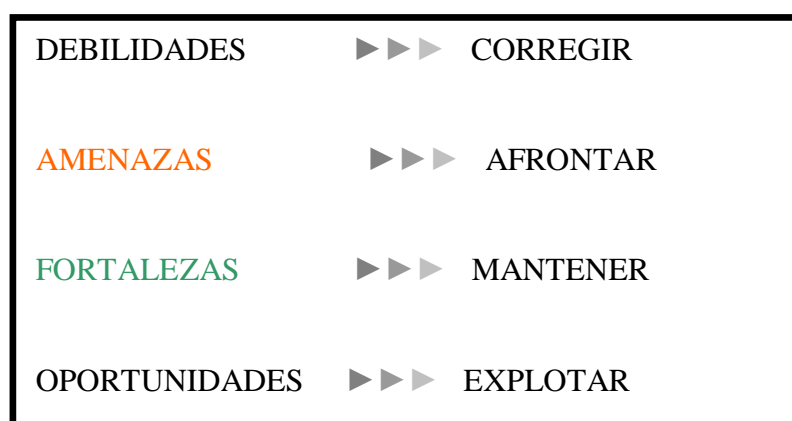 DEBILIDADES ►►► CORREGIR
AMENAZAS ►►► AFRONTAR
FORTALEZAS ►►► MANTENER
OPORTUNIDADES ►►► EXPLOTAR